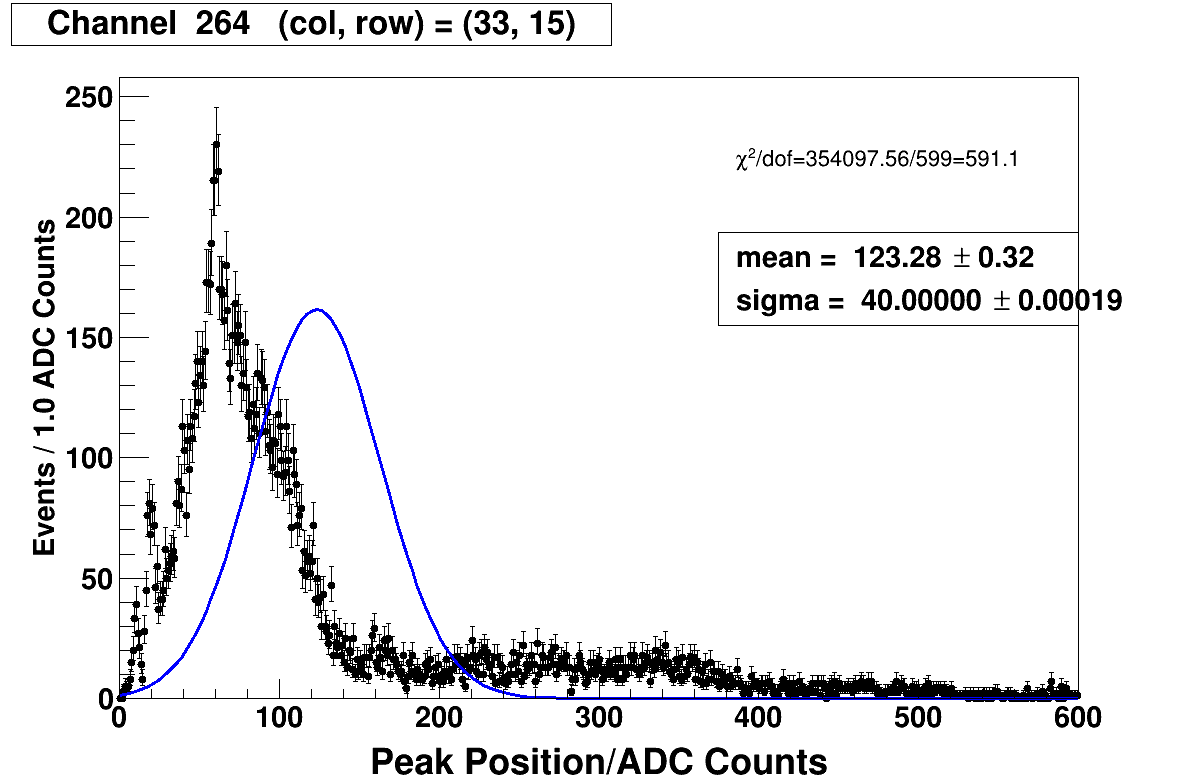 Channel 264 (col, row) = (33, 15)
250
200
150
100
50
0
Events / 1.0 ADC Counts
χ²/dof=354097.56/599=591.1
mean = 123.28 ± 0.32
sigma = 40.00000 ± 0.00019
0 100 200 300 400 500 600
Peak Position/ADC Counts